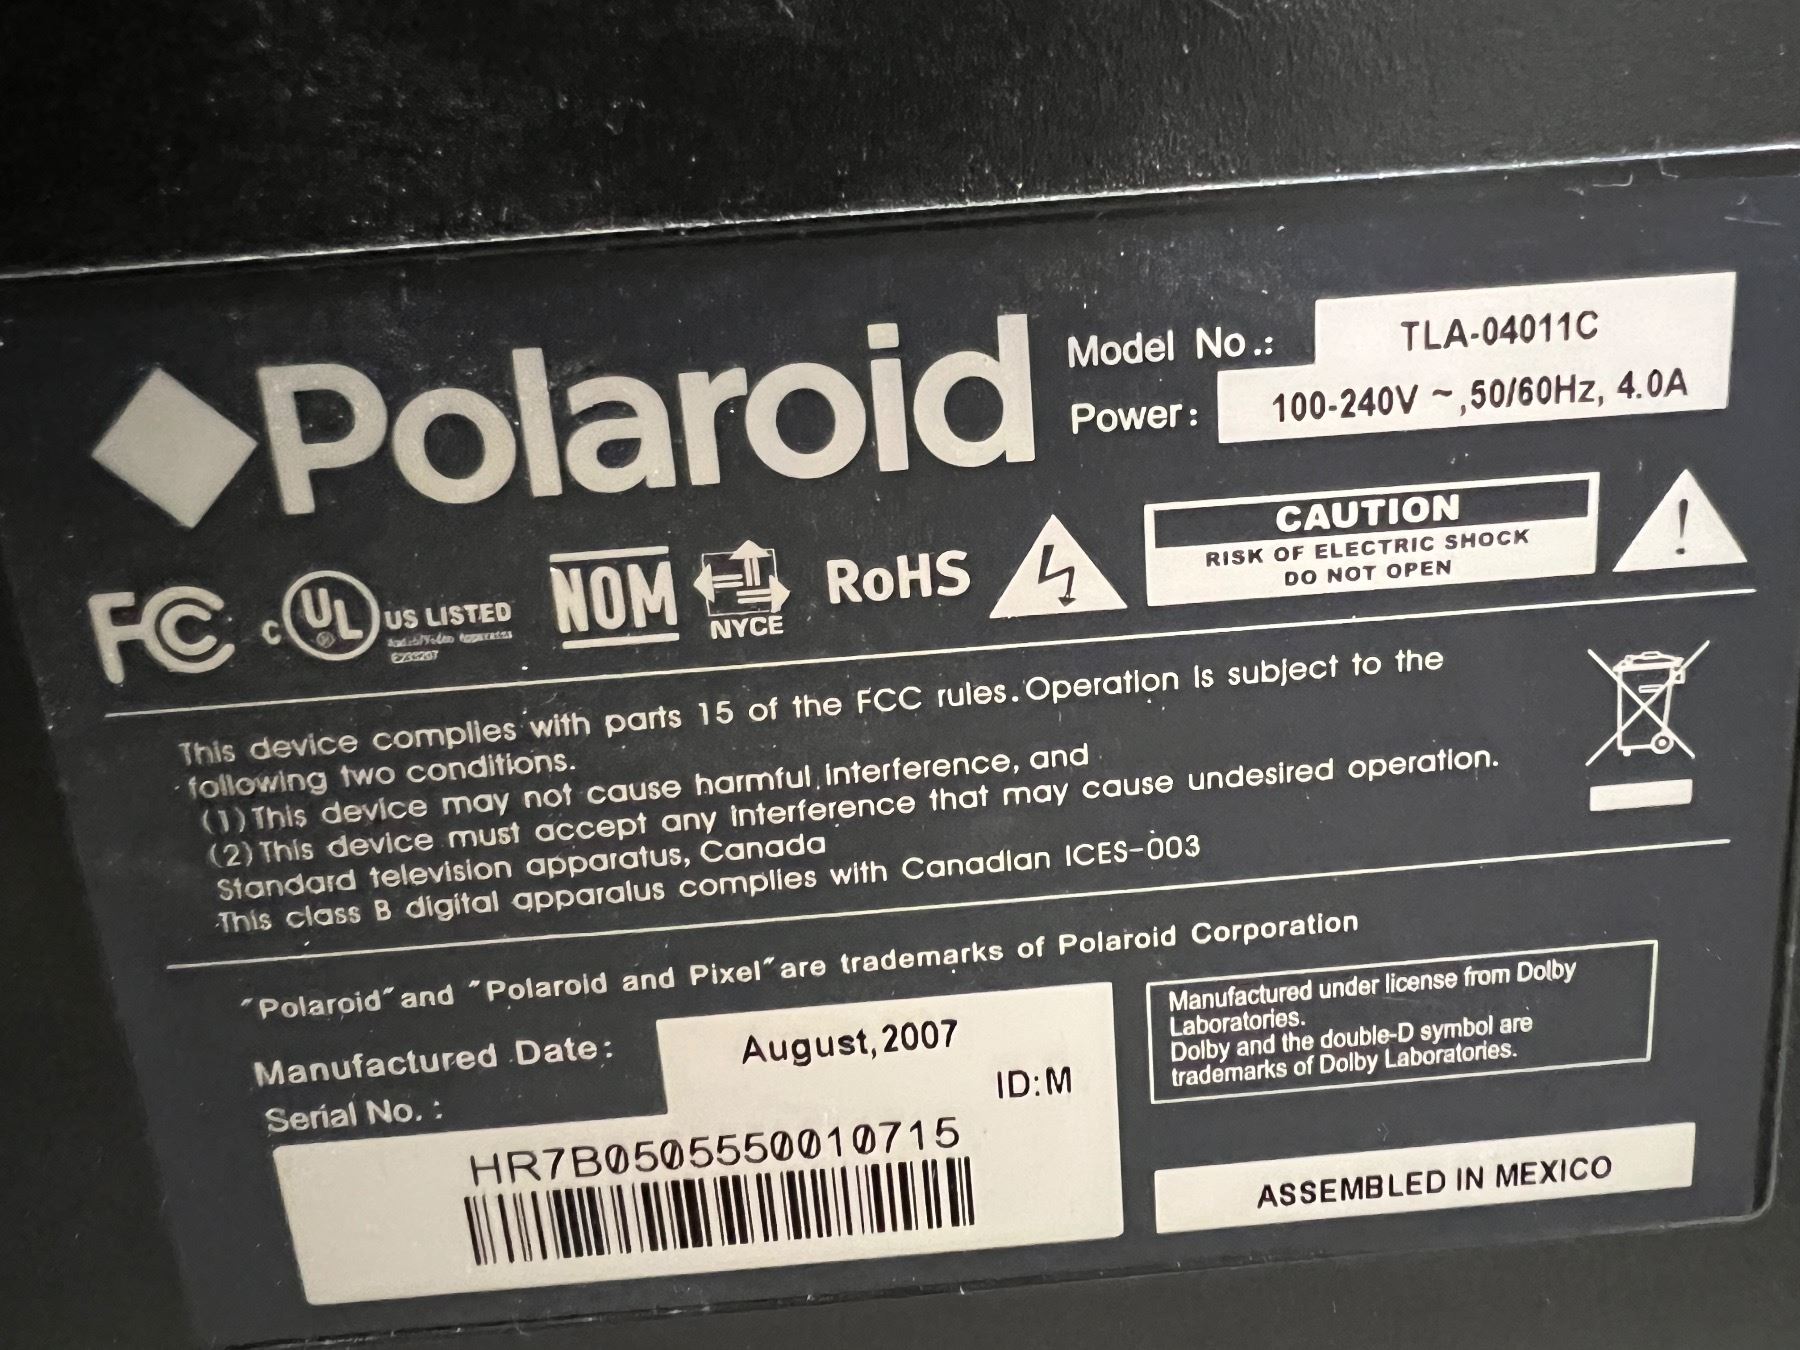 Polaroid
Model No.: TLA-04011C
Power: 100-240V ~,50/60Hz, 4.0A
FC
c UL US LISTED
NOM
NYCE
RoHS
CAUTION
RISK OF ELECTRIC SHOCK
DO NOT OPEN
!
This device complies with parts 15 of the FCC rules. Operation is subject to the
following two conditions.
(1) This device may not cause harmful interference, and
(2) This device must accept any interference that may cause undesired operation.
Standard television apparatus, Canada
This class B digital apparalus complies with Canadian ICES-003
"Polaroid" and "Polaroid and Pixel" are trademarks of Polaroid Corporation
Manufactured Date: August,2007
Serial No. : ID:M
HR7B0505550010715
Manufactured under license from Dolby
Laboratories.
Dolby and the double-D symbol are
trademarks of Dolby Laboratories.
ASSEMBLED IN MEXICO